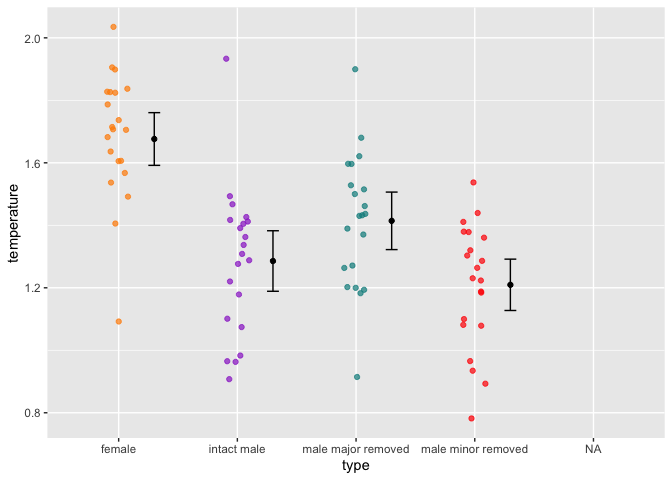 2.0
1.6
1.2
0.8
temperature
female
intact male
male major removed
male minor removed
NA
type